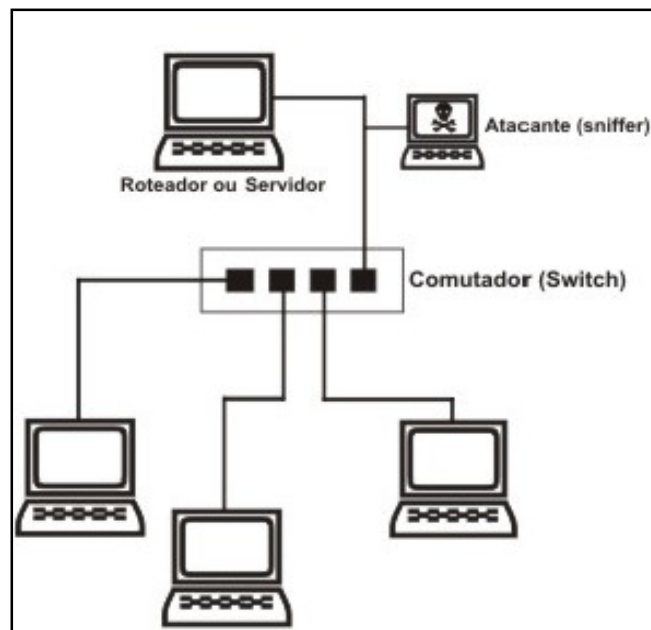 Atacante (sniffer)
Roteador ou Servidor
Comutador (Switch)